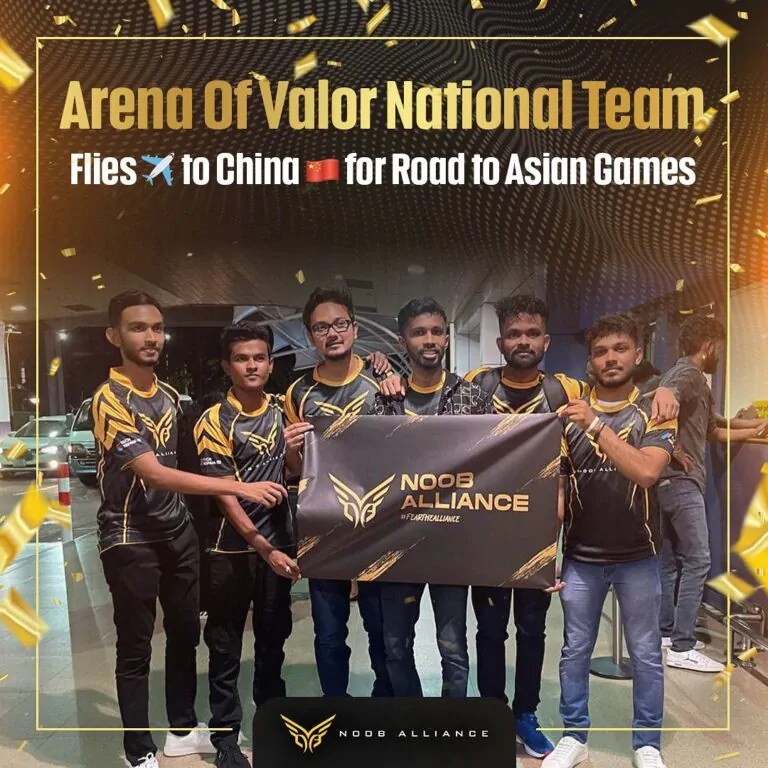 Arena Of Valor National Team
Flies ✈️ to China 🇨🇳 for Road to Asian Games
NOOB
ALLIANCE
#FEARTHEALLIANCE
NOOB ALLIANCE